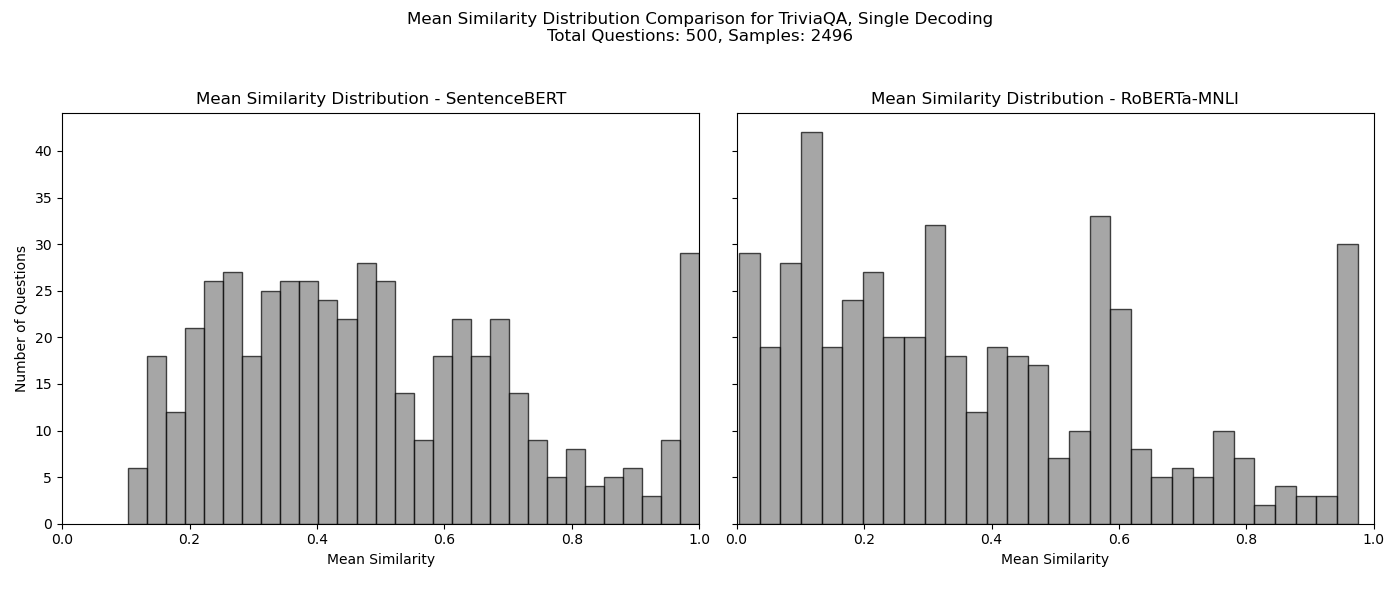 Mean Similarity Distribution Comparison for TriviaQA, Single Decoding
Total Questions: 500, Samples: 2496
Mean Similarity Distribution - SentenceBERT
Number of Questions
40
35
30
25
20
15
10
5
0
0.0 0.2 0.4 0.6 0.8 1.0
Mean Similarity
Mean Similarity Distribution - RoBERTa-MNLI
0.0 0.2 0.4 0.6 0.8 1.0
Mean Similarity